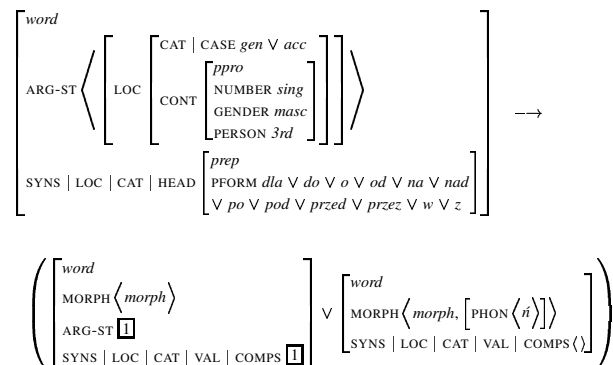 word
CAT | CASE gen ∨ acc
ppro
ARG-ST ⟨ [ LOC [ CONT [ NUMBER sing
GENDER masc
PERSON 3rd ] ] ] ⟩ ⟶
prep
SYNS | LOC | CAT | HEAD [ PFORM dla ∨ do ∨ o ∨ od ∨ na ∨ nad
∨ po ∨ pod ∨ przed ∨ przez ∨ w ∨ z ]
word
MORPH ⟨ morph ⟩
ARG-ST 1
SYNS | LOC | CAT | VAL | COMPS 1
∨
word
MORPH ⟨ morph, [ PHON ⟨ ń ⟩ ] ⟩
SYNS | LOC | CAT | VAL | COMPS ⟨ ⟩